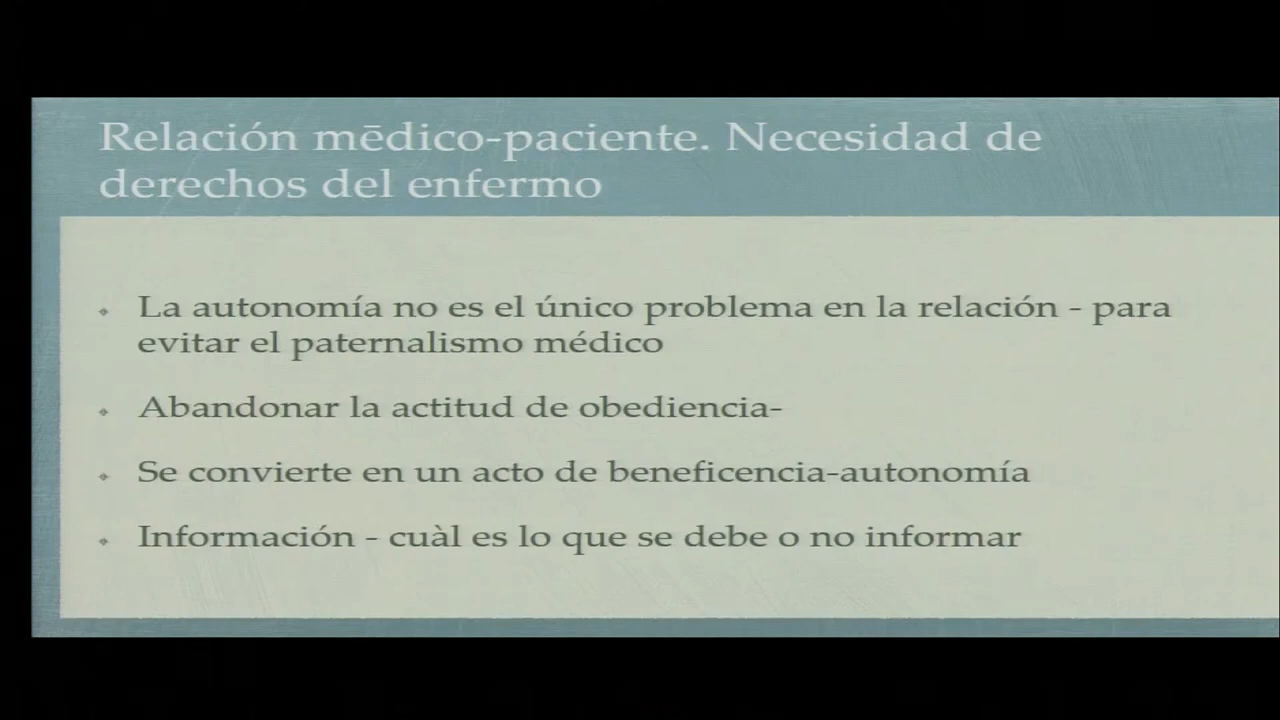 Relación mēdico-paciente. Necesidad de
derechos del enfermo
La autonomía no es el único problema en la relación - para
evitar el paternalismo médico
Abandonar la actitud de obediencia-
Se convierte en un acto de beneficencia-autonomía
Información - cuàl es lo que se debe o no informar